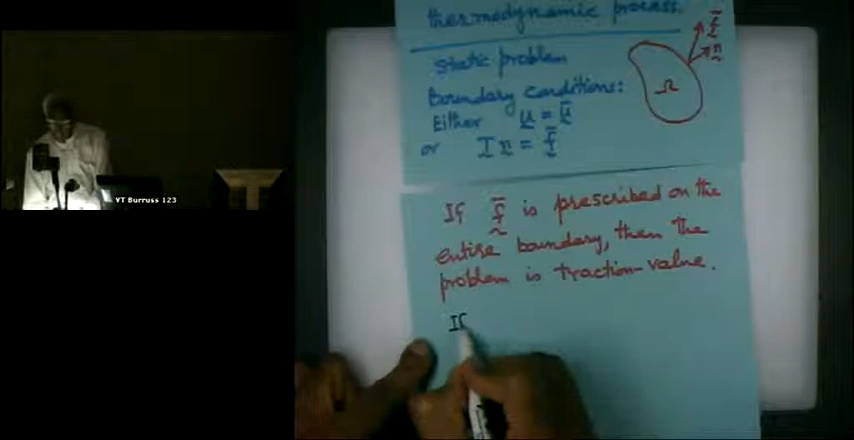 thermodynamic process.
Static problem
Boundary conditions:
Either u = ū
or T n = f̄
f̄
n
Ω
If f̄ is prescribed on the
entire boundary, then the
problem is traction-value.
If
VT Burruss 123